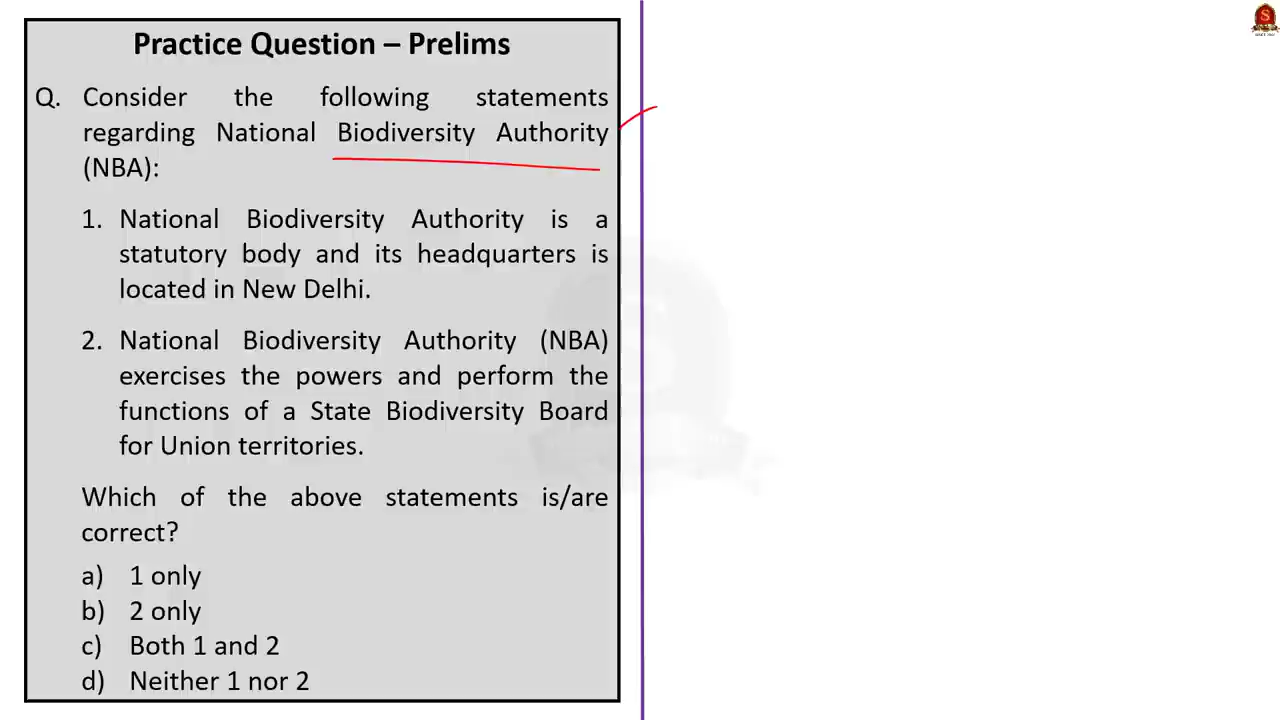 Practice Question – Prelims
Q. Consider the following statements
regarding National Biodiversity Authority
(NBA):
1. National Biodiversity Authority is a
statutory body and its headquarters is
located in New Delhi.
2. National Biodiversity Authority (NBA)
exercises the powers and perform the
functions of a State Biodiversity Board
for Union territories.
Which of the above statements is/are
correct?
a) 1 only
b) 2 only
c) Both 1 and 2
d) Neither 1 nor 2